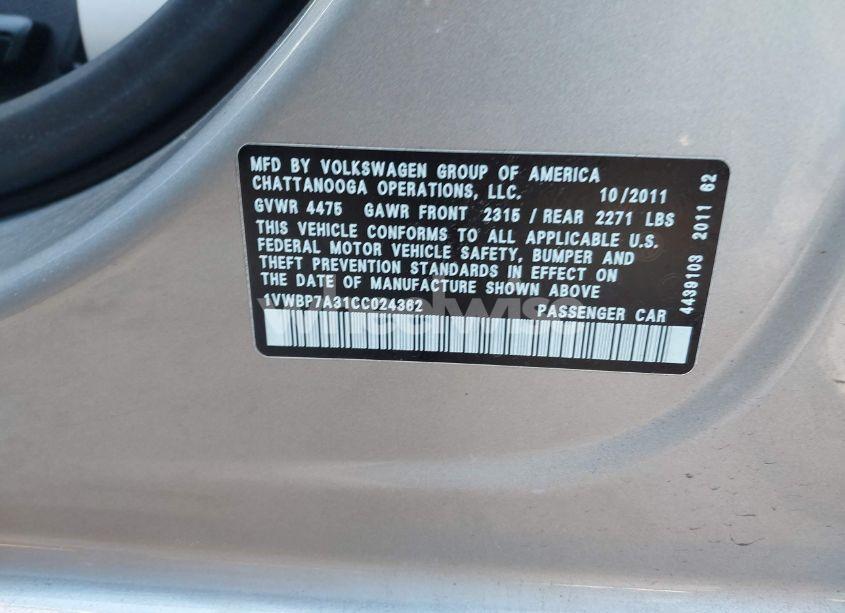 MFD BY VOLKSWAGEN GROUP OF AMERICA
CHATTANOOGA OPERATIONS, LLC. 10/2011
GVWR 4475 GAWR FRONT 2315 / REAR 2271 LBS
THIS VEHICLE CONFORMS TO ALL APPLICABLE U.S.
FEDERAL MOTOR VEHICLE SAFETY, BUMPER AND
THEFT PREVENTION STANDARDS IN EFFECT ON
THE DATE OF MANUFACTURE SHOWN ABOVE
1VWBP7A31CC024362 PASSENGER CAR
4439103 2011 62
wheelwise